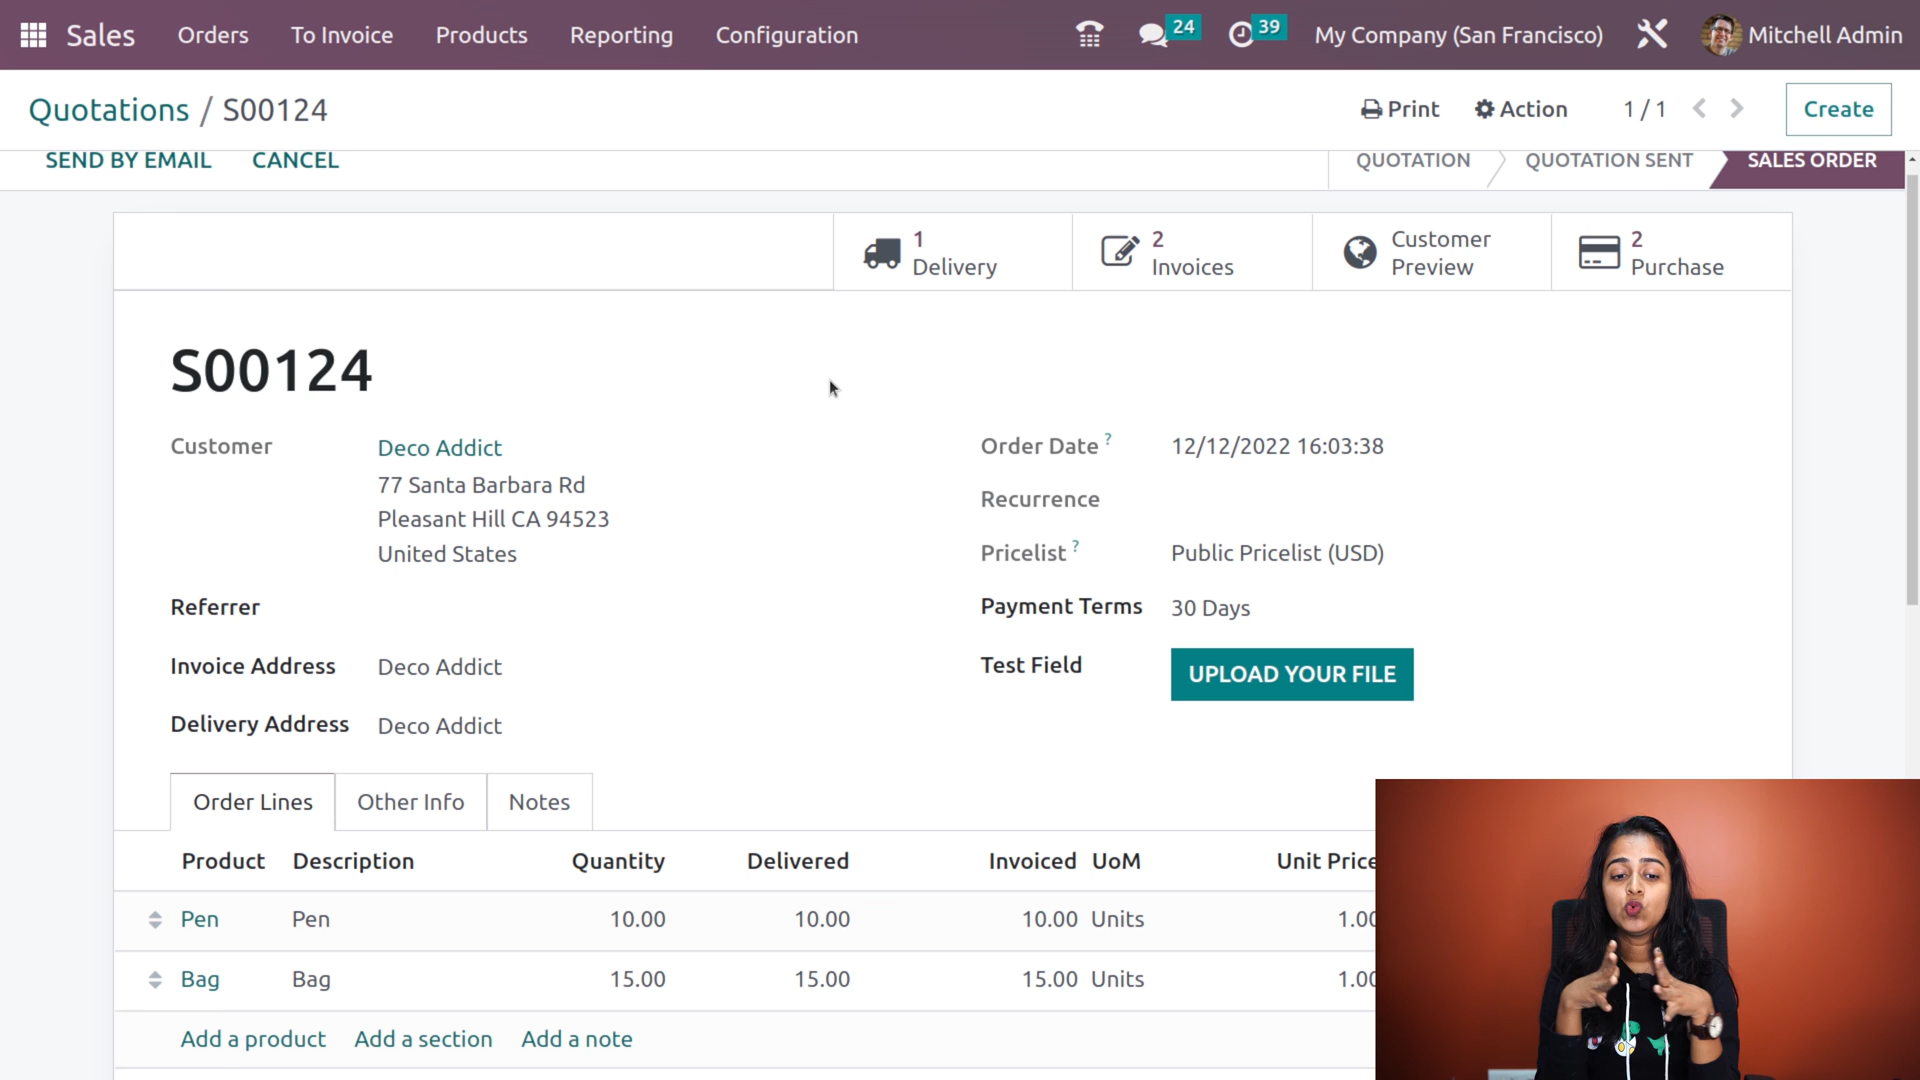 Sales Orders To Invoice Products Reporting Configuration 24 39 My Company (San Francisco) Mitchell Admin
Quotations / S00124 Print Action 1 / 1 Create
SEND BY EMAIL CANCEL QUOTATION QUOTATION SENT SALES ORDER
1 Delivery
2 Invoices
Customer Preview
2 Purchase
S00124
Customer Deco Addict
77 Santa Barbara Rd
Pleasant Hill CA 94523
United States
Referrer
Invoice Address Deco Addict
Delivery Address Deco Addict
Order Date ? 12/12/2022 16:03:38
Recurrence
Pricelist ? Public Pricelist (USD)
Payment Terms 30 Days
Test Field UPLOAD YOUR FILE
Order Lines Other Info Notes
Product Description Quantity Delivered Invoiced UoM Unit Price
Pen Pen 10.00 10.00 10.00 Units 1.00
Bag Bag 15.00 15.00 15.00 Units 1.00
Add a product Add a section Add a note